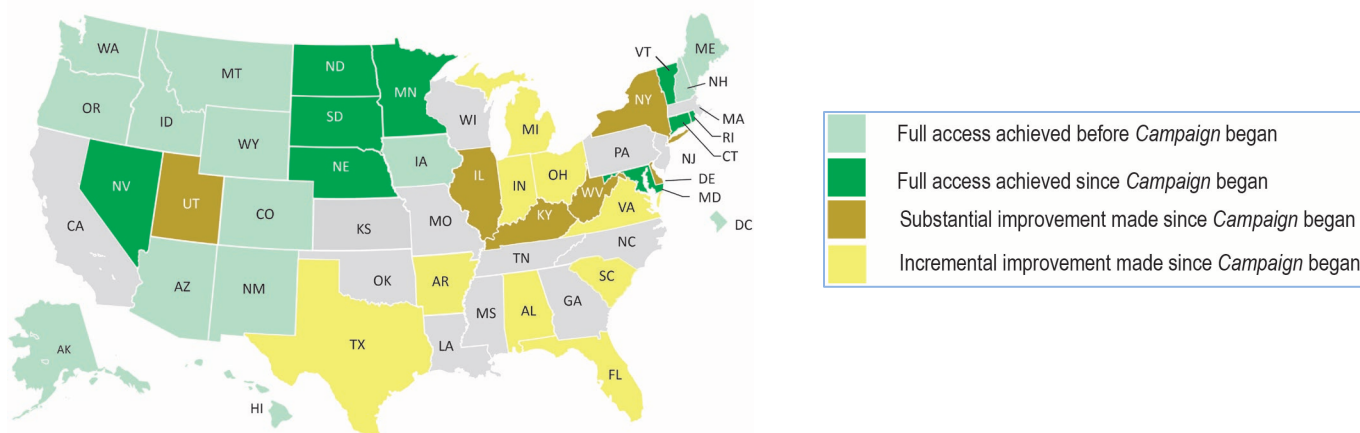 WA
MT
ND
MN
VT
ME
NH
OR
ID
WY
SD
WI
MI
NY
MA
RI
CT
NV
UT
CO
NE
IA
IL
IN
OH
PA
NJ
DE
MD
WV
VA
KY
CA
KS
MO
DC
AZ
NM
OK
AR
TN
NC
SC
MS
AL
GA
TX
LA
FL
AK
HI
Full access achieved before Campaign began
Full access achieved since Campaign began
Substantial improvement made since Campaign began
Incremental improvement made since Campaign began